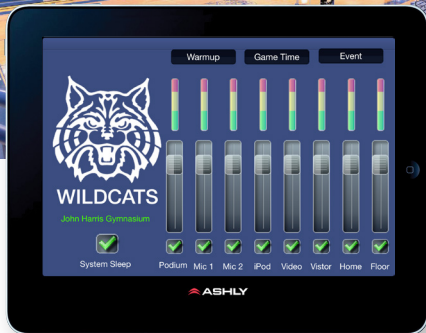 Warmup Game Time Event
WILDCATS
John Harris Gymnasium
System Sleep
Podium Mic 1 Mic 2 iPod Video Vistor Home Floor
ASHLY